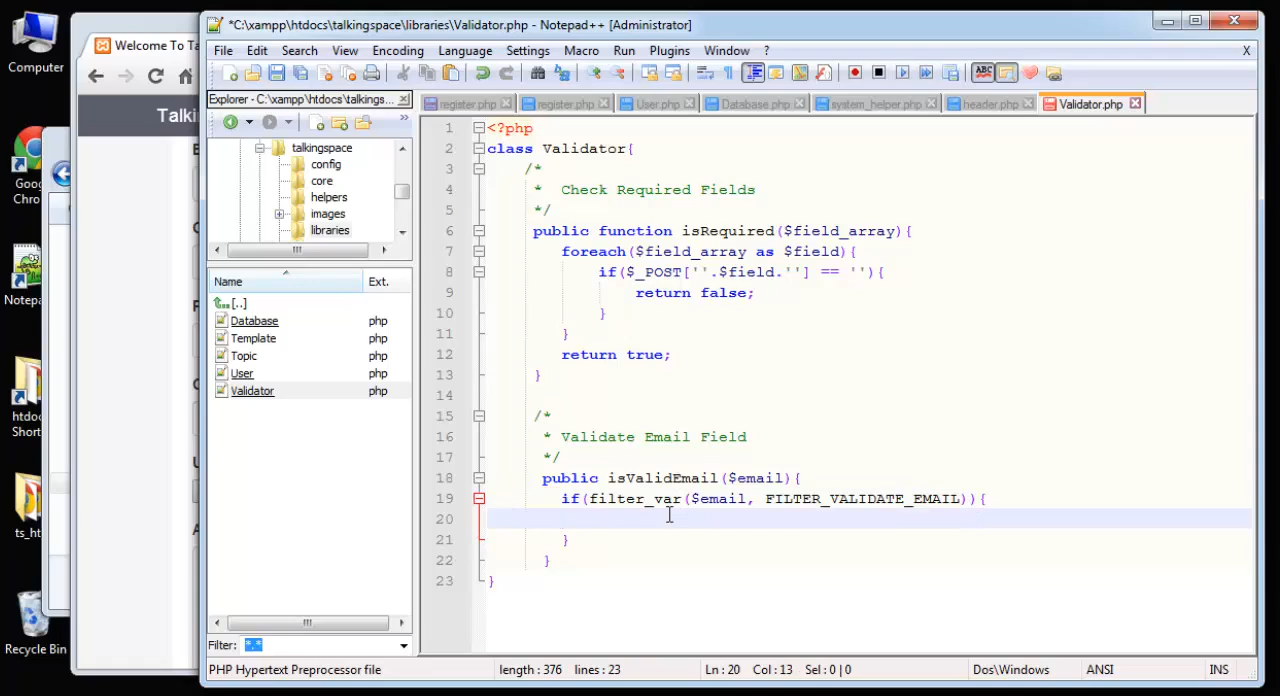 Computer
Goog
Chro
Notep
htdoc
Short
ts_ht
Recycle Bin
Welcome To Ta
Talki
*C:\xampp\htdocs\talkingspace\libraries\Validator.php - Notepad++ [Administrator]
File Edit Search View Encoding Language Settings Macro Run Plugins Window ? X
Explorer - C:\xampp\htdocs\talkings...
talkingspace
config
core
helpers
images
libraries
Name Ext.
[..]
Database php
Template php
Topic php
User php
Validator php
Filter: *.*
register.php register.php User.php Database.php system_helper.php header.php Validator.php
1 <?php
2 class Validator{
3 /*
4 * Check Required Fields
5 */
6 public function isRequired($field_array){
7 foreach($field_array as $field){
8 if($_POST[''.$field.''] == ''){
9 return false;
10 }
11 }
12 return true;
13 }
14
15 /*
16 * Validate Email Field
17 */
18 public isValidEmail($email){
19 if(filter_var($email, FILTER_VALIDATE_EMAIL)){
20
21 }
22 }
23 }
PHP Hypertext Preprocessor file length : 376 lines : 23 Ln : 20 Col : 13 Sel : 0 | 0 Dos\Windows ANSI INS